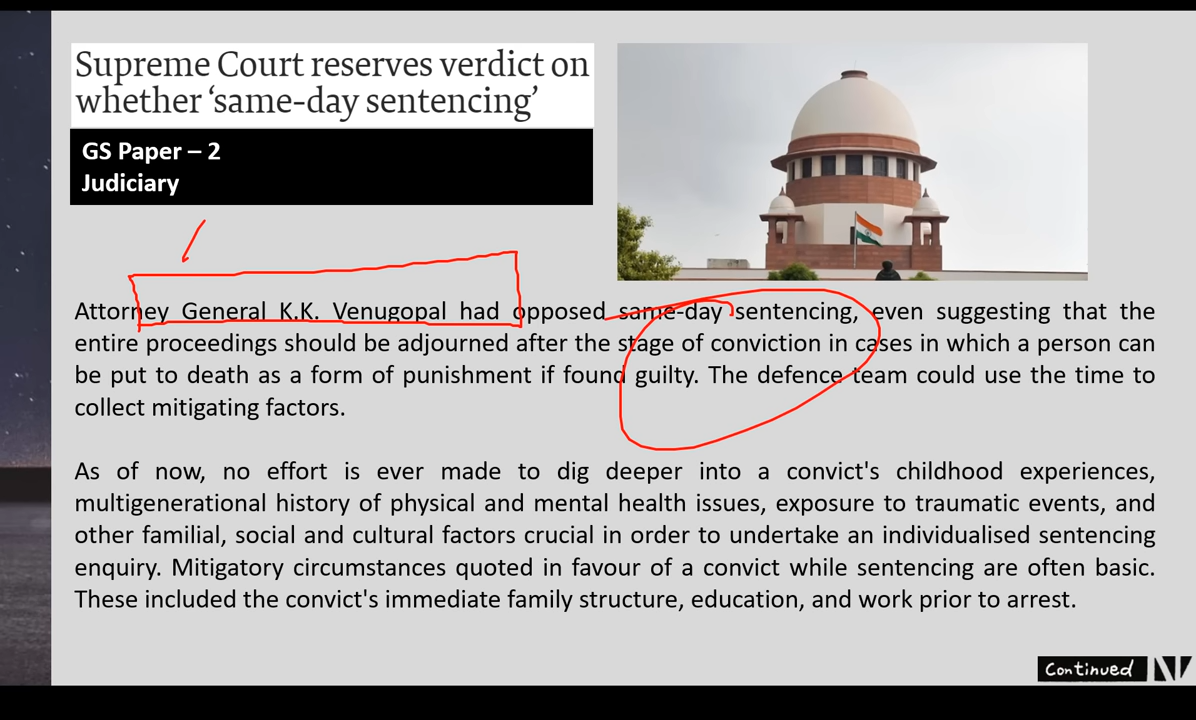 Supreme Court reserves verdict on
whether ‘same-day sentencing’
GS Paper – 2
Judiciary
Attorney General K.K. Venugopal had opposed same-day sentencing, even suggesting that the
entire proceedings should be adjourned after the stage of conviction in cases in which a person can
be put to death as a form of punishment if found guilty. The defence team could use the time to
collect mitigating factors.
As of now, no effort is ever made to dig deeper into a convict's childhood experiences,
multigenerational history of physical and mental health issues, exposure to traumatic events, and
other familial, social and cultural factors crucial in order to undertake an individualised sentencing
enquiry. Mitigatory circumstances quoted in favour of a convict while sentencing are often basic.
These included the convict's immediate family structure, education, and work prior to arrest.
Continued